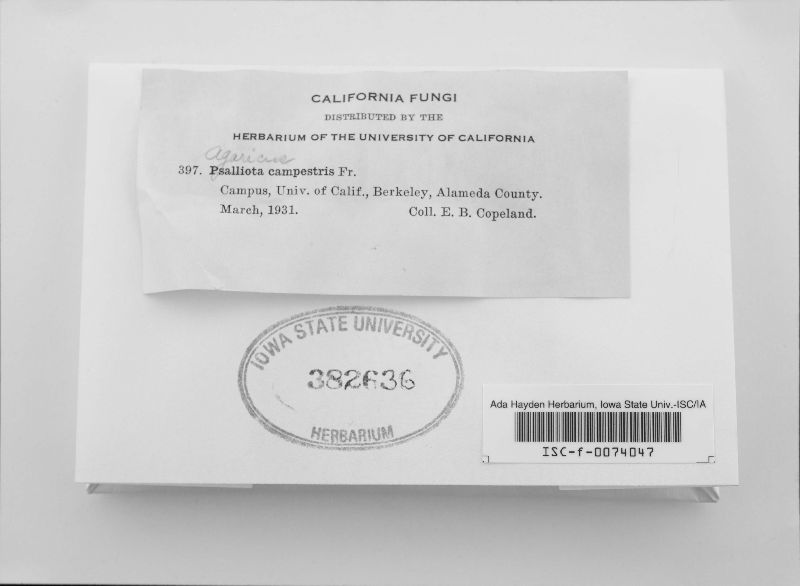 CALIFORNIA FUNGI
DISTRIBUTED BY THE
HERBARIUM OF THE UNIVERSITY OF CALIFORNIA
Agaricus
397. Psalliota campestris Fr.
Campus, Univ. of Calif., Berkeley, Alameda County.
March, 1931. Coll. E. B. Copeland.
IOWA STATE UNIVERSITY
382636
HERBARIUM
Ada Hayden Herbarium, Iowa State Univ.-ISC/IA
ISC-f-0074047